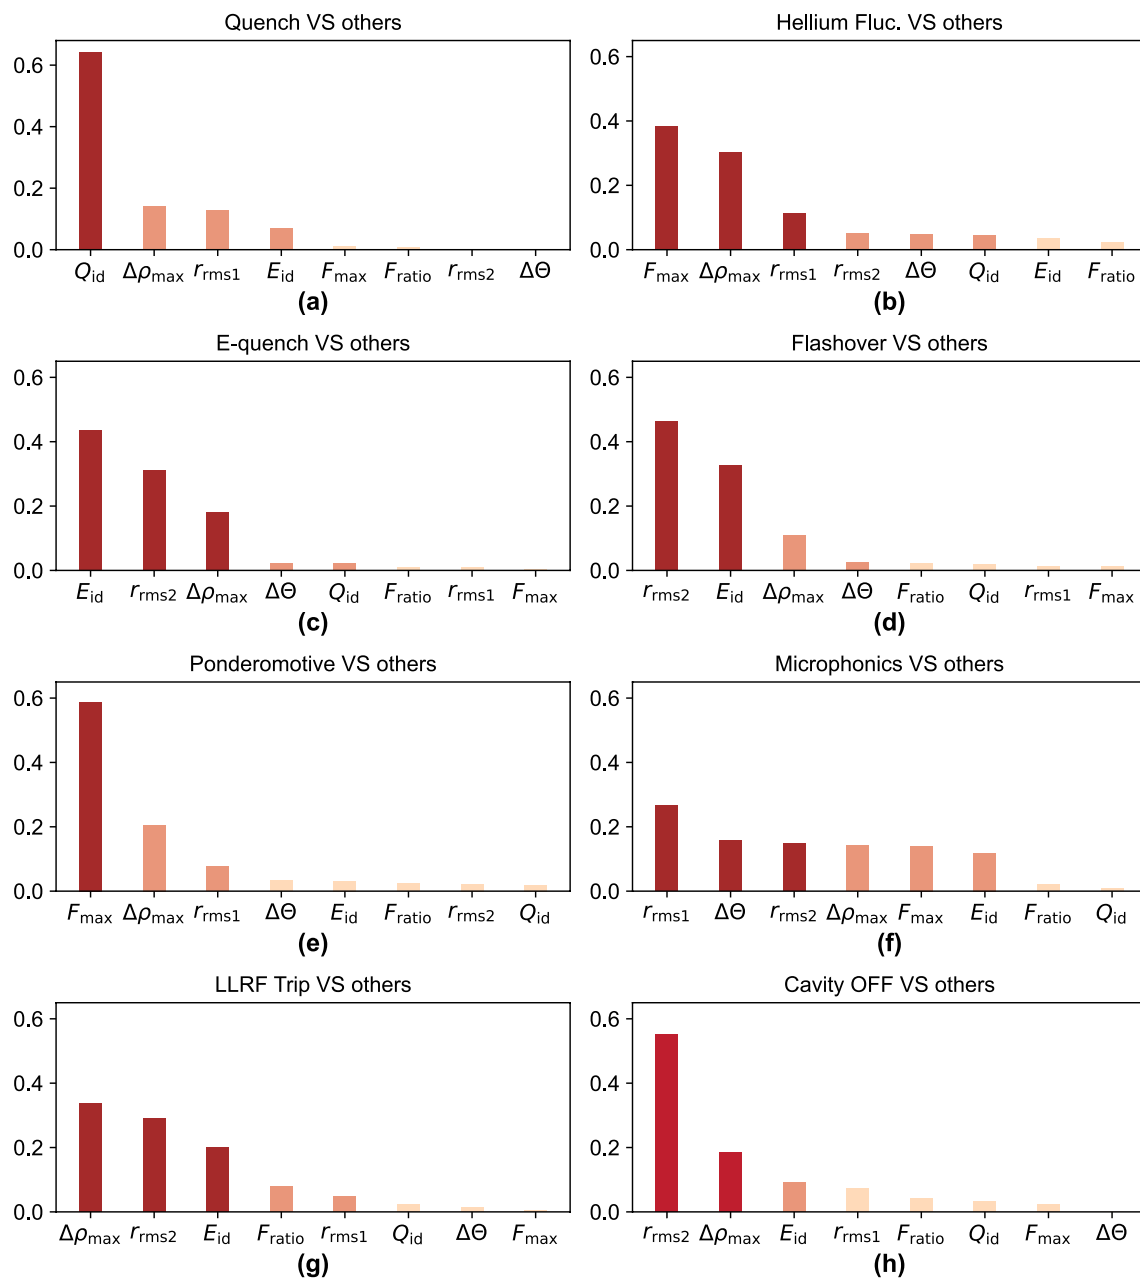 Quench VS others
0.6
0.4
0.2
0.0
Q_id Δρ_max r_rms1 E_id F_max F_ratio r_rms2 ΔΘ
(a)
Hellium Fluc. VS others
0.6
0.4
0.2
0.0
F_max Δρ_max r_rms1 r_rms2 ΔΘ Q_id E_id F_ratio
(b)
E-quench VS others
0.6
0.4
0.2
0.0
E_id r_rms2 Δρ_max ΔΘ Q_id F_ratio r_rms1 F_max
(c)
Flashover VS others
0.6
0.4
0.2
0.0
r_rms2 E_id Δρ_max ΔΘ F_ratio Q_id r_rms1 F_max
(d)
Ponderomotive VS others
0.6
0.4
0.2
0.0
F_max Δρ_max r_rms1 ΔΘ E_id F_ratio r_rms2 Q_id
(e)
Microphonics VS others
0.6
0.4
0.2
0.0
r_rms1 ΔΘ r_rms2 Δρ_max F_max E_id F_ratio Q_id
(f)
LLRF Trip VS others
0.6
0.4
0.2
0.0
Δρ_max r_rms2 E_id F_ratio r_rms1 Q_id ΔΘ F_max
(g)
Cavity OFF VS others
0.6
0.4
0.2
0.0
r_rms2 Δρ_max E_id r_rms1 F_ratio Q_id F_max ΔΘ
(h)